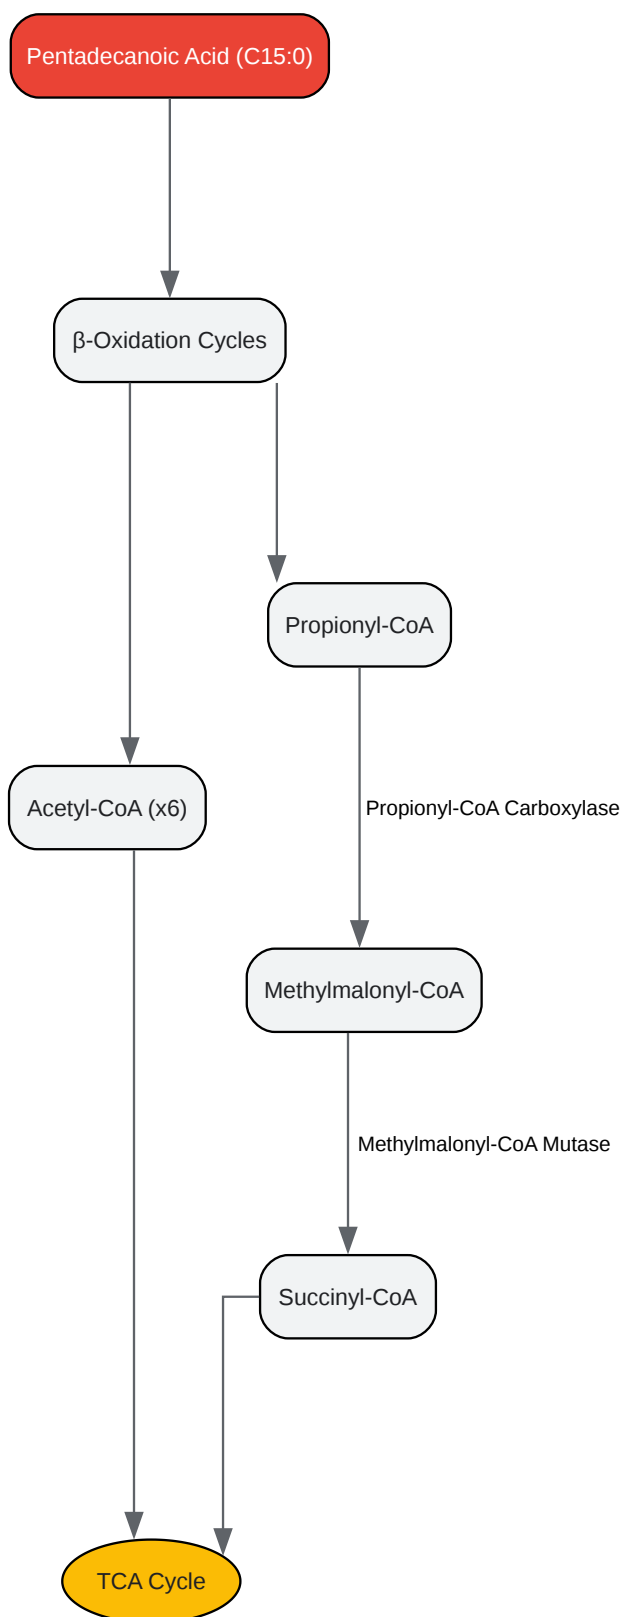 Pentadecanoic Acid (C15:0)
β-Oxidation Cycles
Propionyl-CoA
Acetyl-CoA (x6)
Propionyl-CoA Carboxylase
Methylmalonyl-CoA
Methylmalonyl-CoA Mutase
Succinyl-CoA
TCA Cycle